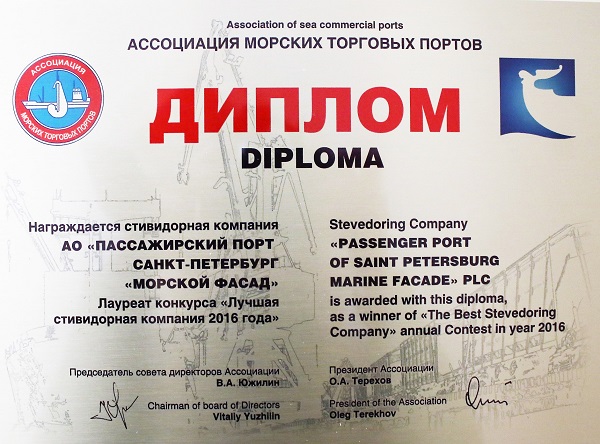 Association of sea commercial ports
АССОЦИАЦИЯ МОРСКИХ ТОРГОВЫХ ПОРТОВ
АССОЦИАЦИЯ
МОРСКИХ ТОРГОВЫХ ПОРТОВ
ДИПЛОМ
DIPLOMA
Награждается стивидорная компания
АО «ПАССАЖИРСКИЙ ПОРТ
САНКТ-ПЕТЕРБУРГ
«МОРСКОЙ ФАСАД»
Лауреат конкурса «Лучшая
стивидорная компания 2016 года»
Stevedoring Company
«PASSENGER PORT
OF SAINT PETERSBURG
MARINE FACADE» PLC
is awarded with this diploma,
as a winner of «The Best Stevedoring
Company» annual Contest in year 2016
Председатель совета директоров Ассоциации
В.А. Южилин
Chairman of board of Directors
Vitaliy Yuzhilin
Президент Ассоциации
О.А. Терехов
President of the Association
Oleg Terekhov